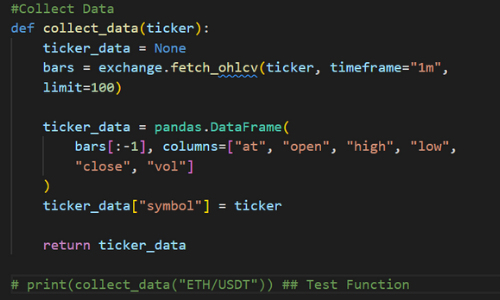 #Collect Data
def collect_data(ticker):
    ticker_data = None
    bars = exchange.fetch_ohlcv(ticker, timeframe="1m",
    limit=100)

    ticker_data = pandas.DataFrame(
        bars[:-1], columns=["at", "open", "high", "low",
        "close", "vol"]
    )
    ticker_data["symbol"] = ticker

    return ticker_data

# print(collect_data("ETH/USDT")) ## Test Function